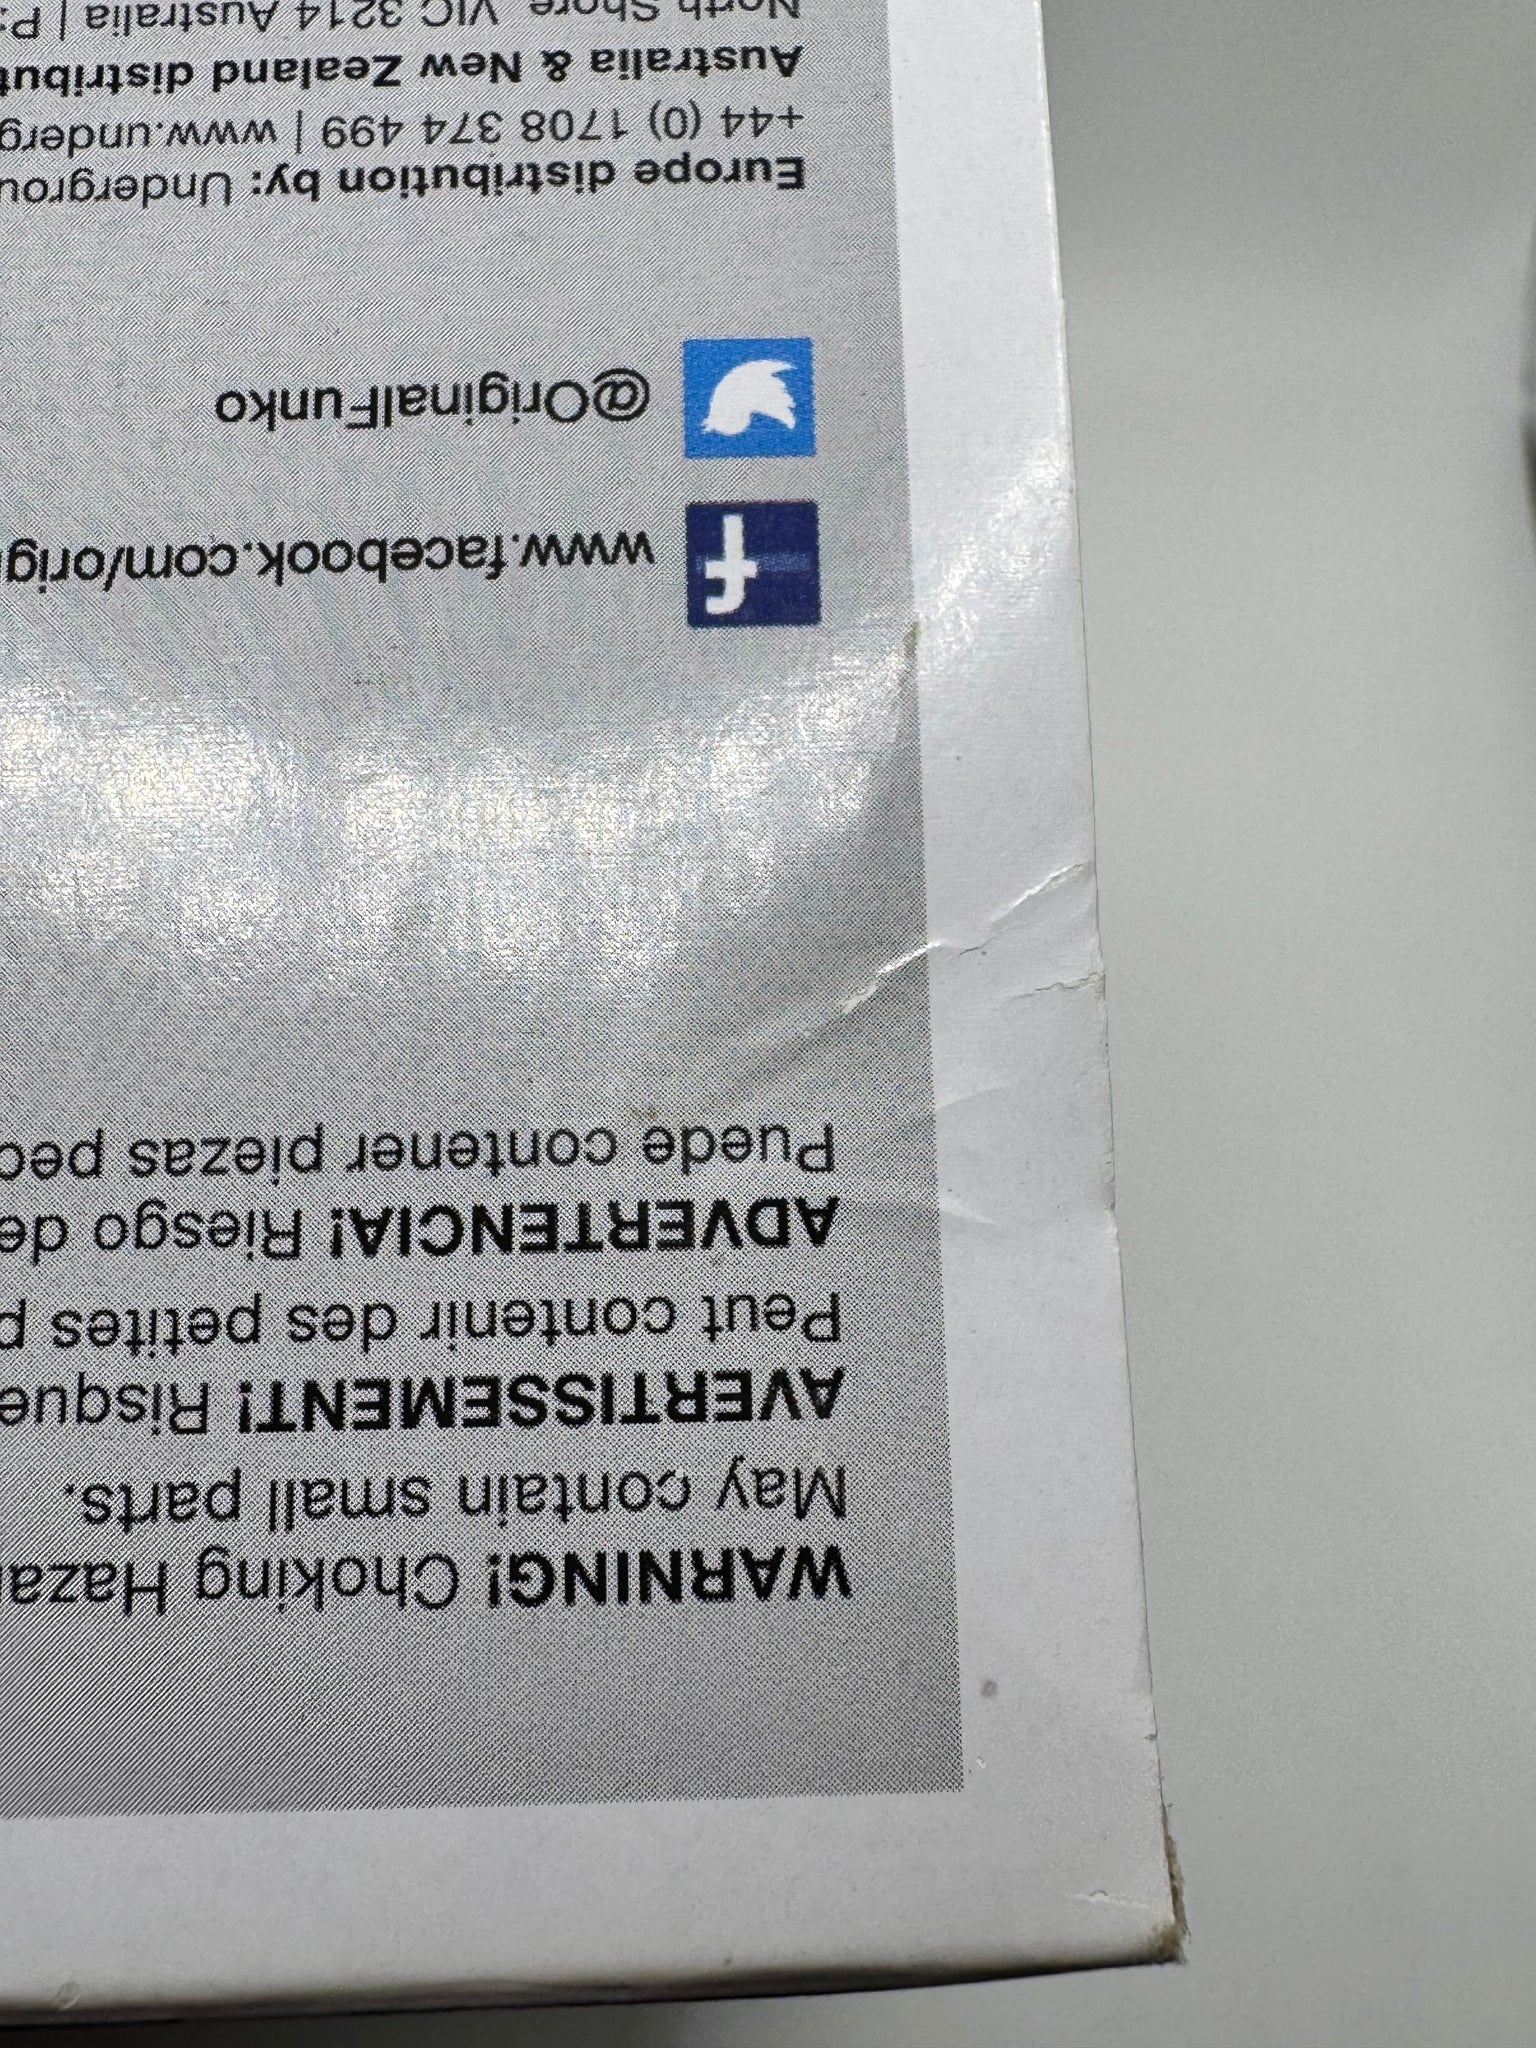 WARNING! Choking Hazar
May contain small parts.
AVERTISSEMENT! Risque
Peut contenir des petites p
ADVERTENCIA! Riesgo de
Puede contener piezas peq
f www.facebook.com/orig
@OriginalFunko
Europe distribution by: Undergrou
+44 (0) 1708 374 499 | www.underg
Australia & New Zealand distribut
North Shore VIC 3214 Australia | P: